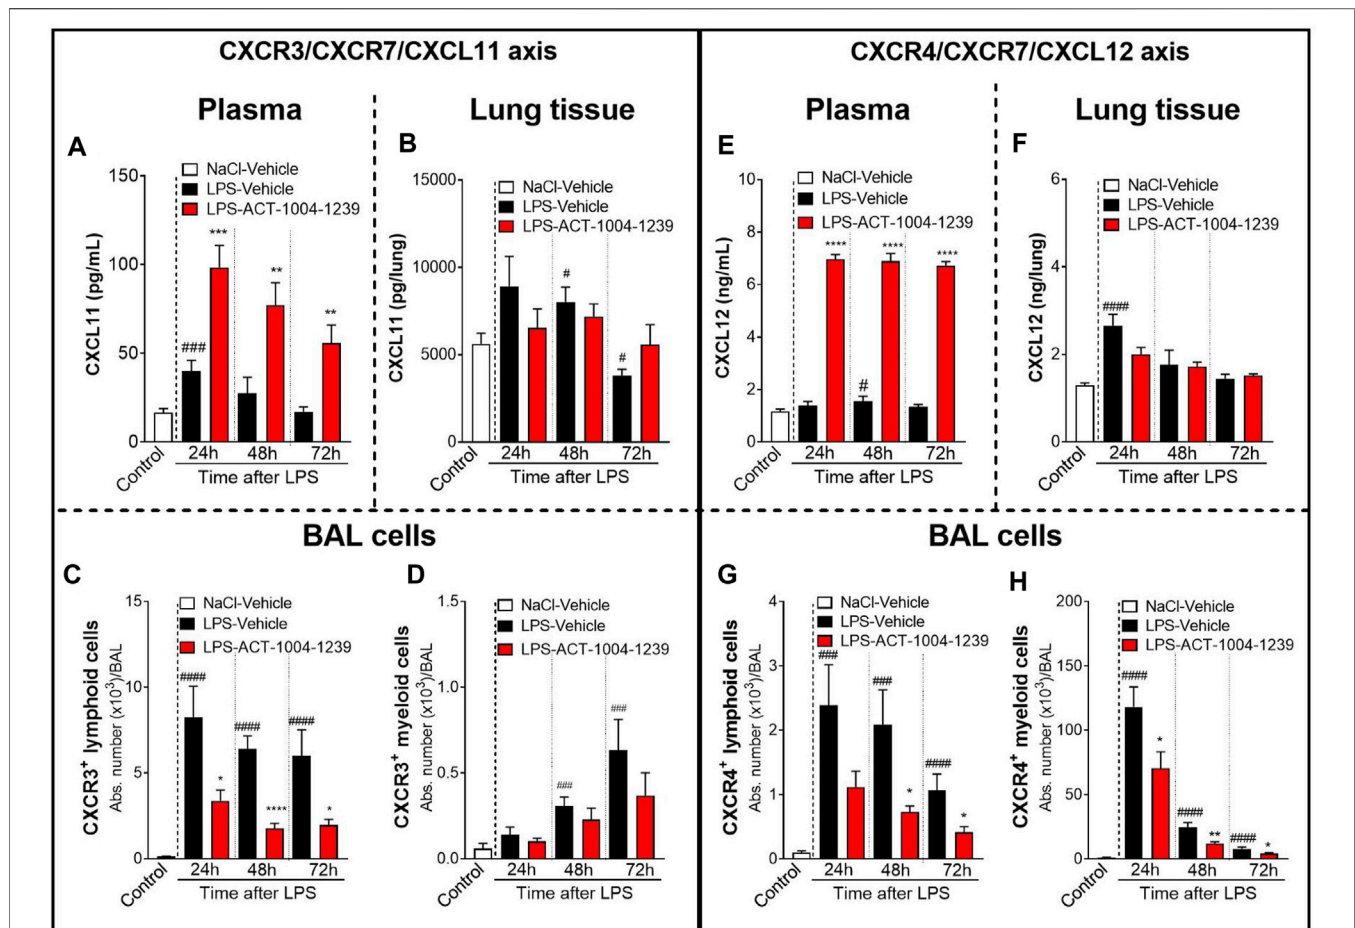 CXCR3/CXCR7/CXCL11 axis
Plasma
Lung tissue
A
CXCL11 (pg/mL)
150
100
50
0
NaCl-Vehicle
LPS-Vehicle
LPS-ACT-1004-1239
###
***
**
**
Control
24h
48h
72h
Time after LPS
B
CXCL11 (pg/lung)
15000
10000
5000
0
NaCl-Vehicle
LPS-Vehicle
LPS-ACT-1004-1239
#
#
Control
24h
48h
72h
Time after LPS
BAL cells
C
CXCR3+ lymphoid cells
Abs. number (x10^3)/BAL
15
10
5
0
NaCl-Vehicle
LPS-Vehicle
LPS-ACT-1004-1239
####
*
####
****
####
*
Control
24h
48h
72h
Time after LPS
D
CXCR3+ myeloid cells
Abs. number (x10^3)/BAL
1.5
1.0
0.5
0.0
NaCl-Vehicle
LPS-Vehicle
LPS-ACT-1004-1239
###
###
Control
24h
48h
72h
Time after LPS
CXCR4/CXCR7/CXCL12 axis
Plasma
Lung tissue
E
CXCL12 (ng/mL)
10
8
6
4
2
0
NaCl-Vehicle
LPS-Vehicle
LPS-ACT-1004-1239
****
#
****
****
Control
24h
48h
72h
Time after LPS
F
CXCL12 (ng/lung)
6
4
2
0
NaCl-Vehicle
LPS-Vehicle
LPS-ACT-1004-1239
####
Control
24h
48h
72h
Time after LPS
BAL cells
G
CXCR4+ lymphoid cells
Abs. number (x10^3)/BAL
4
3
2
1
0
NaCl-Vehicle
LPS-Vehicle
LPS-ACT-1004-1239
###
###
*
####
*
Control
24h
48h
72h
Time after LPS
H
CXCR4+ myeloid cells
Abs. number (x10^3)/BAL
200
150
100
50
0
NaCl-Vehicle
LPS-Vehicle
LPS-ACT-1004-1239
####
*
####
**
####
*
Control
24h
48h
72h
Time after LPS